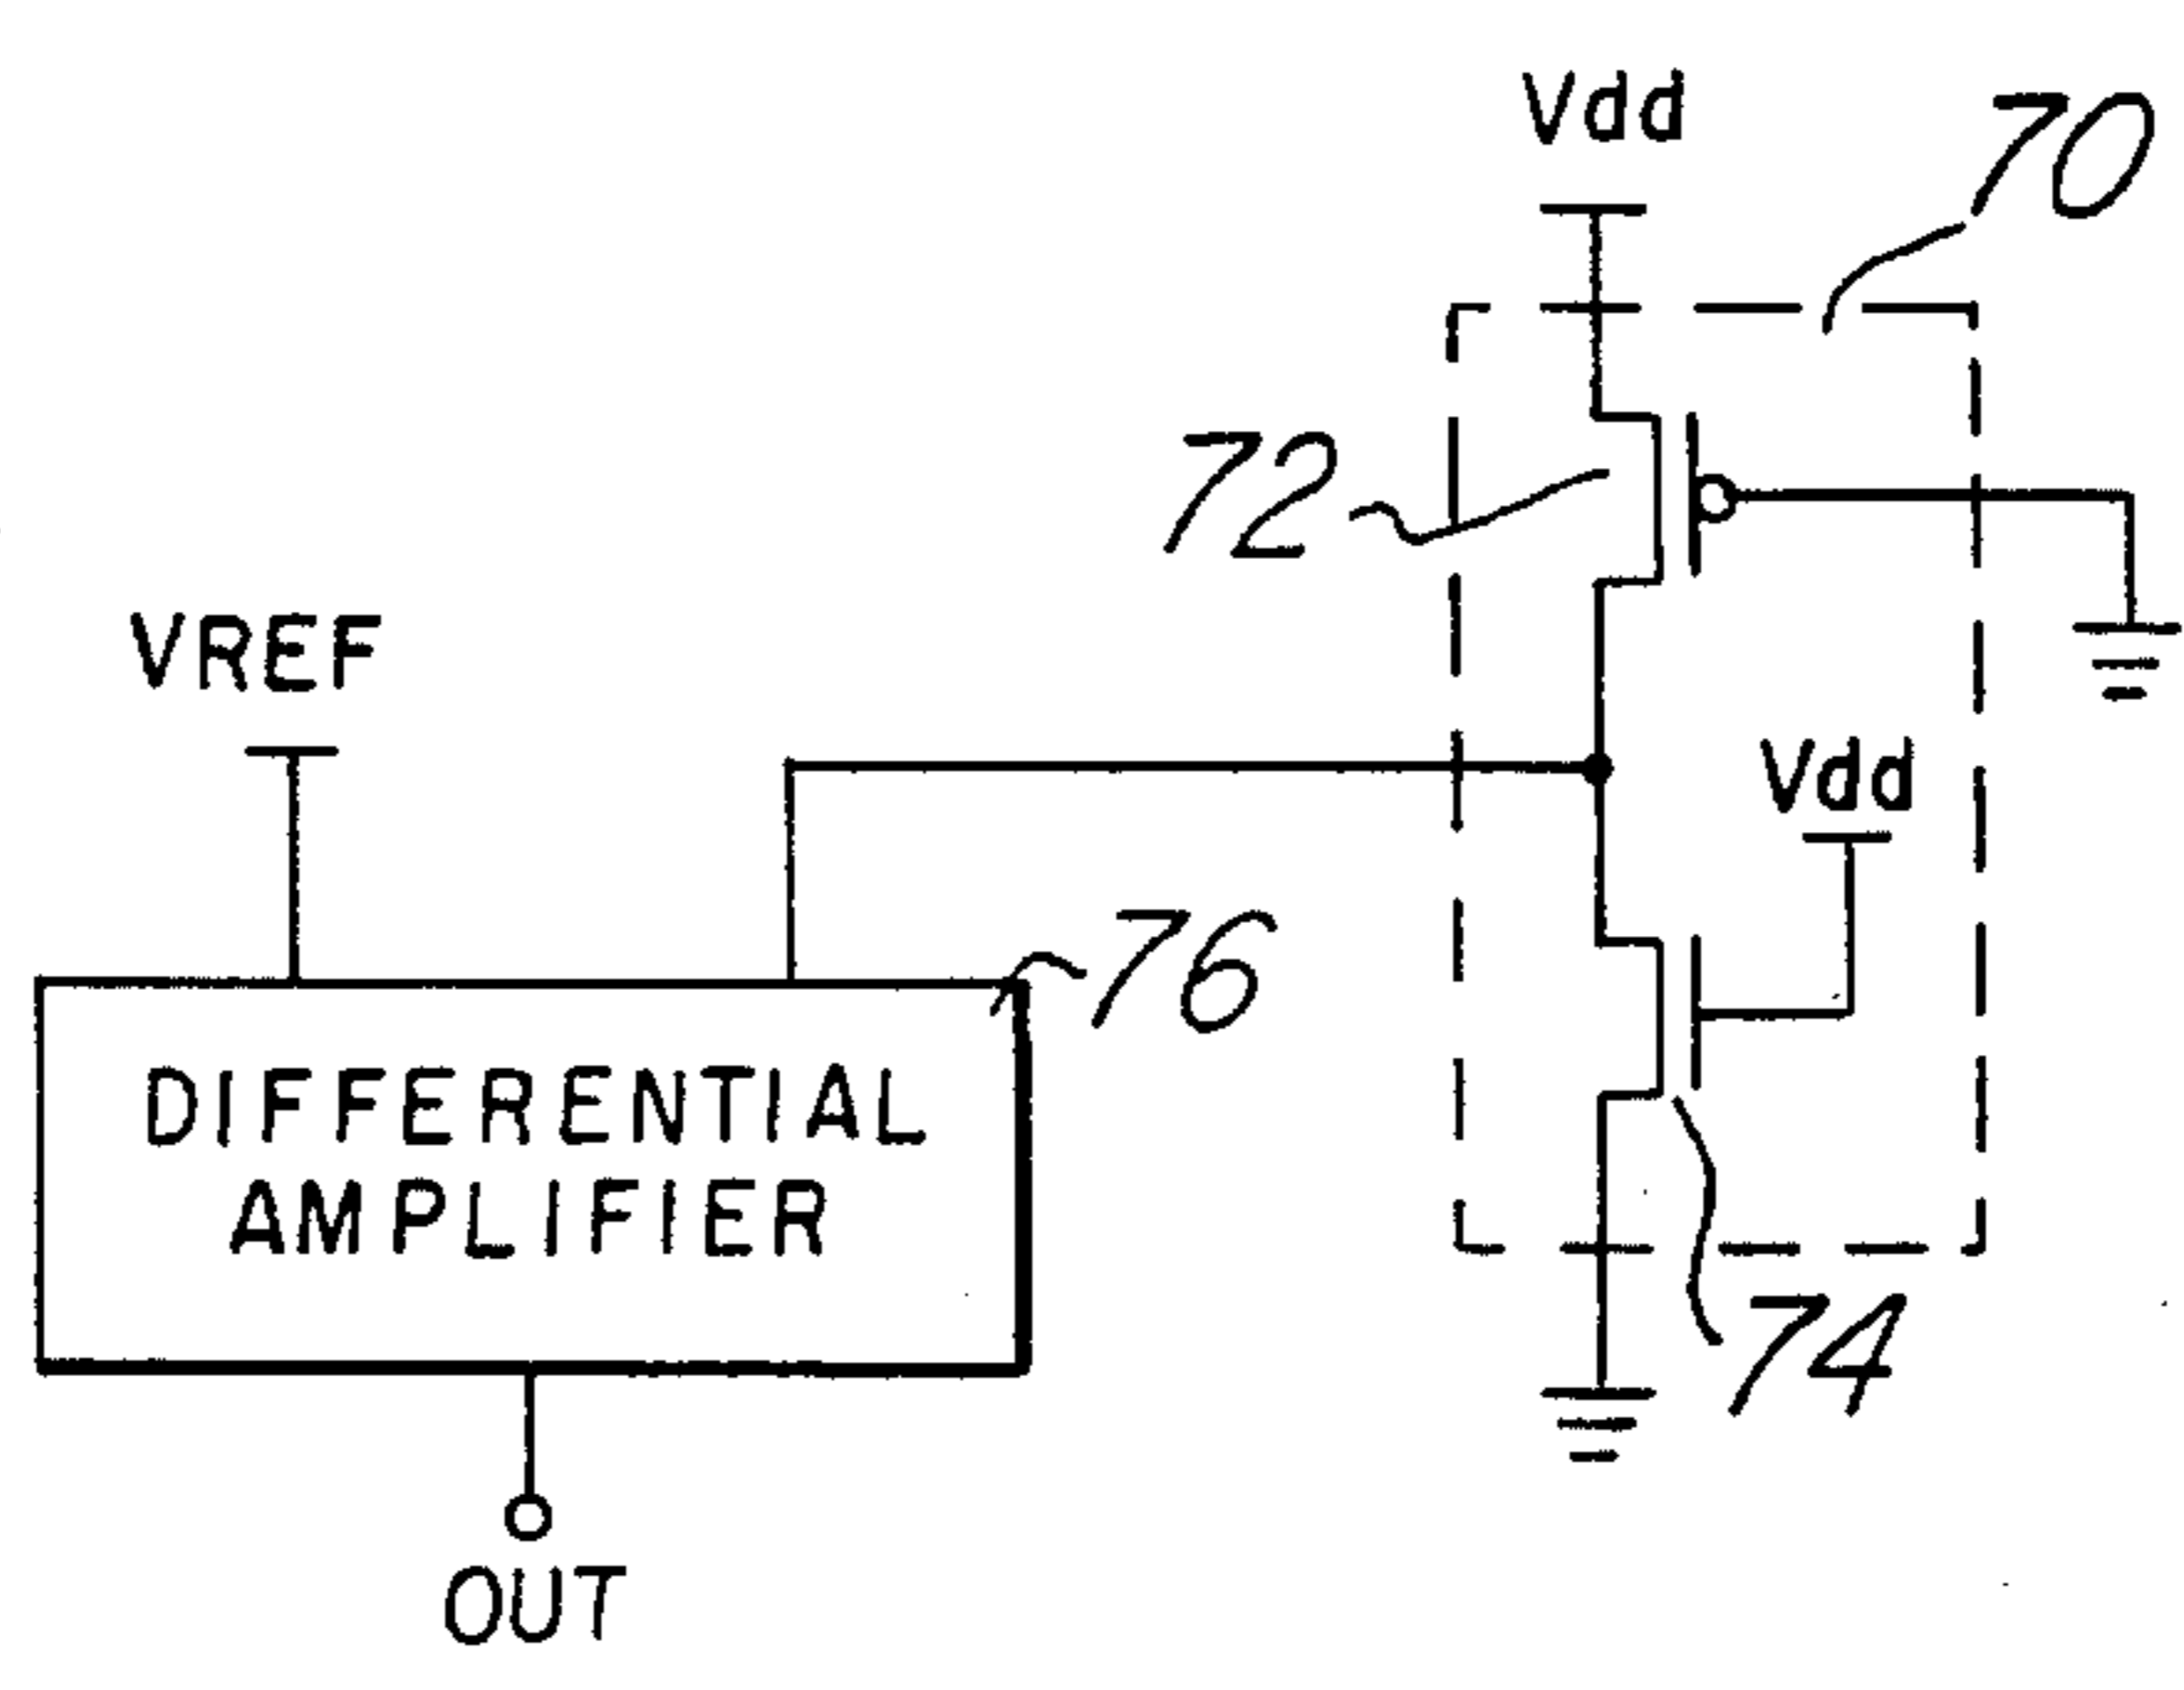 Vdd
70
72
VREF
Vdd
76
DIFFERENTIAL
AMPLIFIER
74
OUT